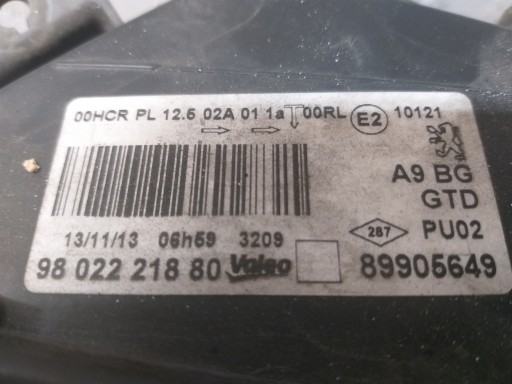 00HCR PL 12.5 02A 01 1a 00RL E2 10121
A9 BG
GTD
13/11/13 06h59 3209
287 PU02
98 022 218 80 Valeo 89905649